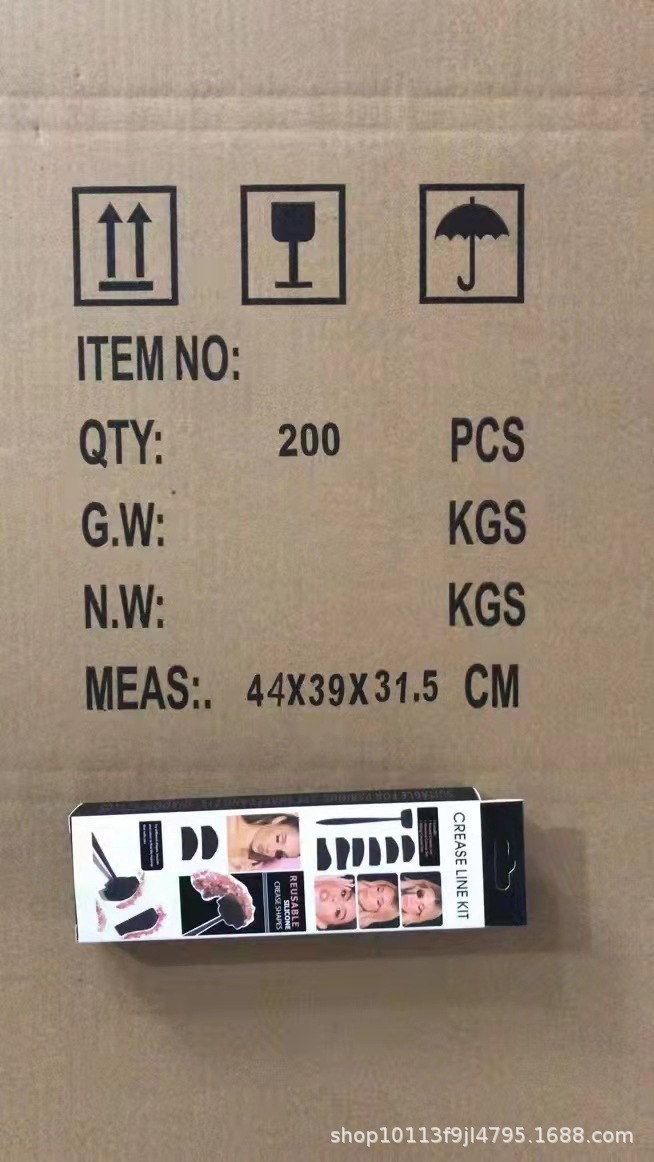 ITEM NO:
QTY: 200 PCS
G.W: KGS
N.W: KGS
MEAS:. 44X39X31.5 CM
CREASE LINE KIT
REUSABLE
SILICONE
CREASE SHAPES
shop10113f9jl4795.1688.com